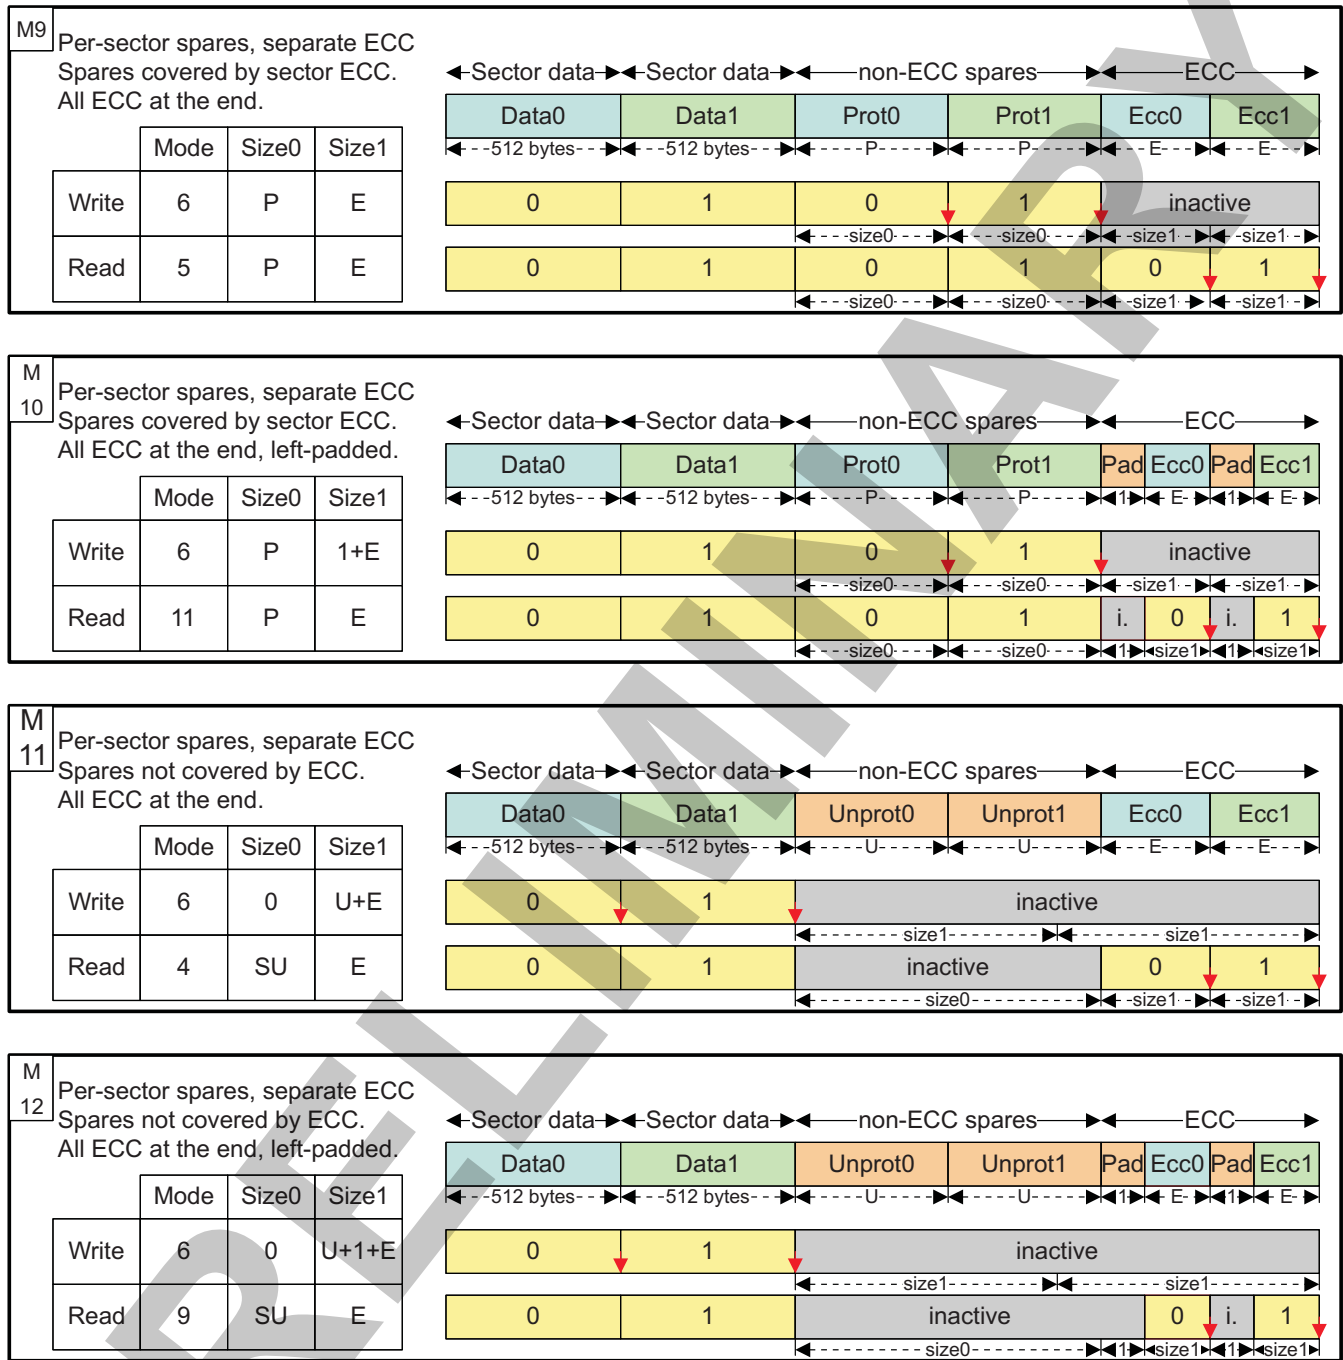 M9
Per-sector spares, separate ECC
Spares covered by sector ECC.
All ECC at the end.
Mode Size0 Size1
Write 6 P E
Read 5 P E
Sector data Sector data non-ECC spares ECC
Data0 Data1 Prot0 Prot1 Ecc0 Ecc1
512 bytes 512 bytes P P E E
0 1 0 1 inactive
size0 size0 size1 size1
0 1 0 1 0 1
size0 size0 size1 size1
M
10
Per-sector spares, separate ECC
Spares covered by sector ECC.
All ECC at the end, left-padded.
Mode Size0 Size1
Write 6 P 1+E
Read 11 P E
Sector data Sector data non-ECC spares ECC
Data0 Data1 Prot0 Prot1 Pad Ecc0 Pad Ecc1
512 bytes 512 bytes P P 1 E 1 E
0 1 0 1 inactive
size0 size0 size1 size1
0 1 0 1 i. 0 i. 1
size0 size0 1 size1 1 size1
M
11
Per-sector spares, separate ECC
Spares not covered by ECC.
All ECC at the end.
Mode Size0 Size1
Write 6 0 U+E
Read 4 SU E
Sector data Sector data non-ECC spares ECC
Data0 Data1 Unprot0 Unprot1 Ecc0 Ecc1
512 bytes 512 bytes U U E E
0 1 inactive
size1 size1
0 1 inactive 0 1
size0 size1 size1
M
12
Per-sector spares, separate ECC
Spares not covered by ECC.
All ECC at the end, left-padded.
Mode Size0 Size1
Write 6 0 U+1+E
Read 9 SU E
Sector data Sector data non-ECC spares ECC
Data0 Data1 Unprot0 Unprot1 Pad Ecc0 Pad Ecc1
512 bytes 512 bytes U U 1 E 1 E
0 1 inactive
size1 size1
0 1 inactive 0 i. 1
size0 1 size1 1 size1
RELIMINARY